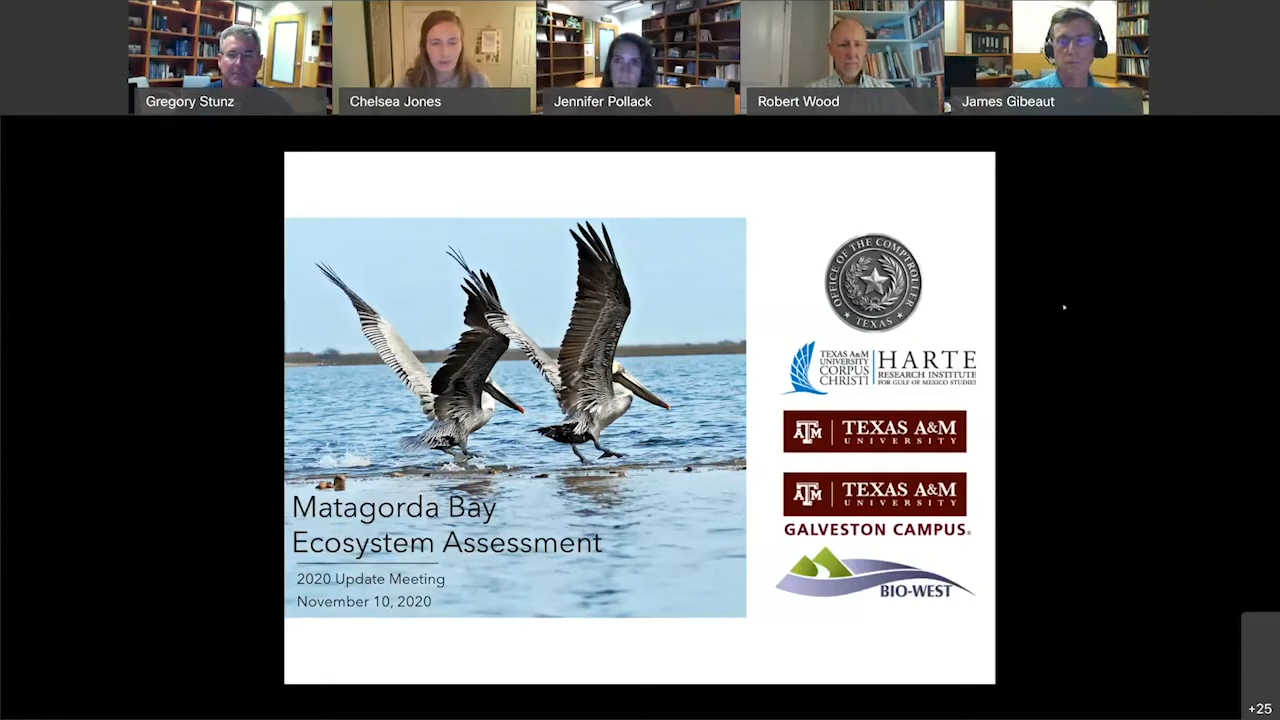 Gregory Stunz
Chelsea Jones
Jennifer Pollack
Robert Wood
James Gibeaut
OFFICE OF THE COMPTROLLER
TEXAS
TEXAS A&M
UNIVERSITY
CORPUS
CHRISTI
HARTE
RESEARCH INSTITUTE
FOR GULF OF MEXICO STUDIES
ATM
TEXAS A&M
UNIVERSITY
ATM
TEXAS A&M
UNIVERSITY
GALVESTON CAMPUS®
BIO-WEST
Matagorda Bay
Ecosystem Assessment
2020 Update Meeting
November 10, 2020
+25